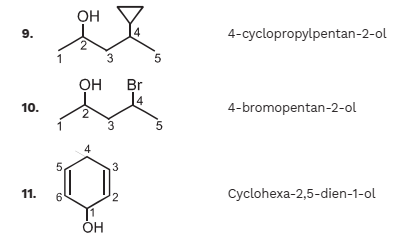 OH
9. 4 4-cyclopropylpentan-2-ol
2
1 3 5
OH Br
10. 4 4-bromopentan-2-ol
2
1 3 5
4
5 3
11. Cyclohexa-2,5-dien-1-ol
6 2
1
OH